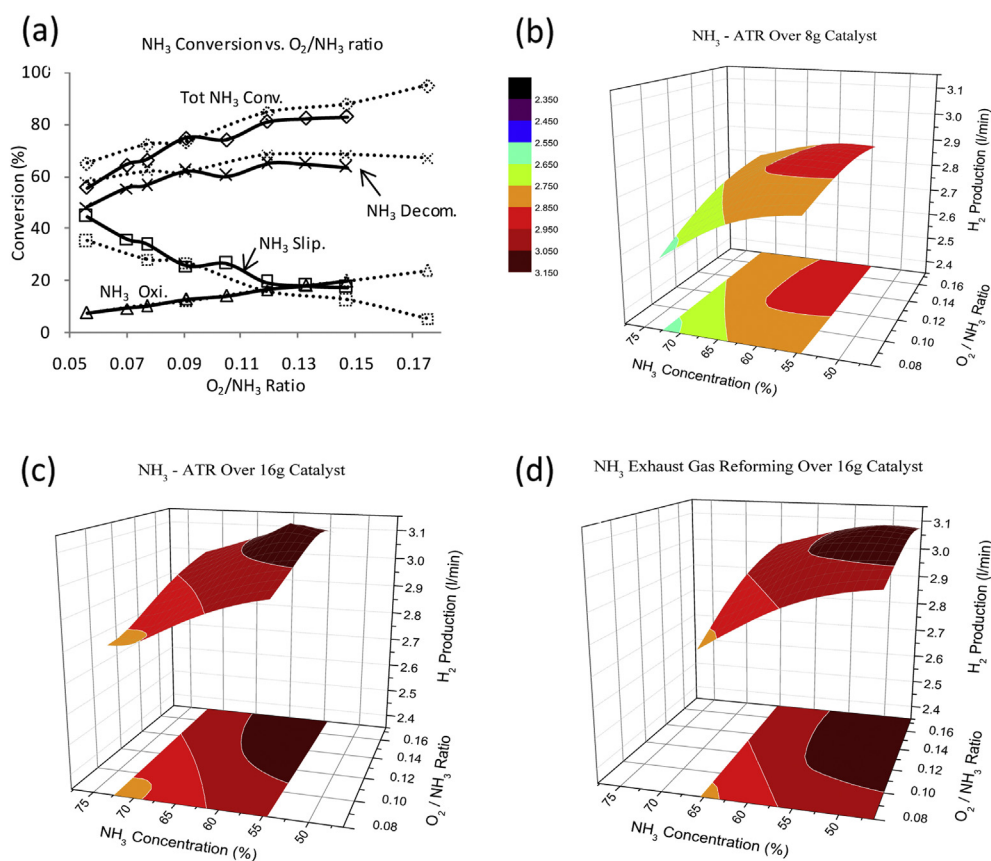 (a)
NH₃ Conversion vs. O₂/NH₃ ratio
100
80
60
40
20
0
Conversion (%)
Tot NH₃ Conv.
NH₃ Decom.
NH₃ Slip.
NH₃ Oxi.
0.05 0.07 0.09 0.11 0.13 0.15 0.17
O₂/NH₃ Ratio
(b)
NH₃ - ATR Over 8g Catalyst
2.350
2.450
2.550
2.650
2.750
2.850
2.950
3.050
3.150
3.1
3.0
2.9
2.8
2.7
2.6
2.5
2.4
H₂ Production (l/min)
0.16
0.14
0.12
0.10
0.08
O₂ / NH₃ Ratio
75 70 65 60 55 50
NH₃ Concentration (%)
(c)
NH₃ - ATR Over 16g Catalyst
3.1
3.0
2.9
2.8
2.7
2.6
2.5
2.4
H₂ Production (l/min)
0.16
0.14
0.12
0.10
0.08
O₂ / NH₃ Ratio
75 70 65 60 55 50
NH₃ Concentration (%)
(d)
NH₃ Exhaust Gas Reforming Over 16g Catalyst
3.1
3.0
2.9
2.8
2.7
2.6
2.5
2.4
H₂ Production (l/min)
0.16
0.14
0.12
0.10
0.08
O₂ / NH₃ Ratio
75 70 65 60 55 50
NH₃ Concentration (%)